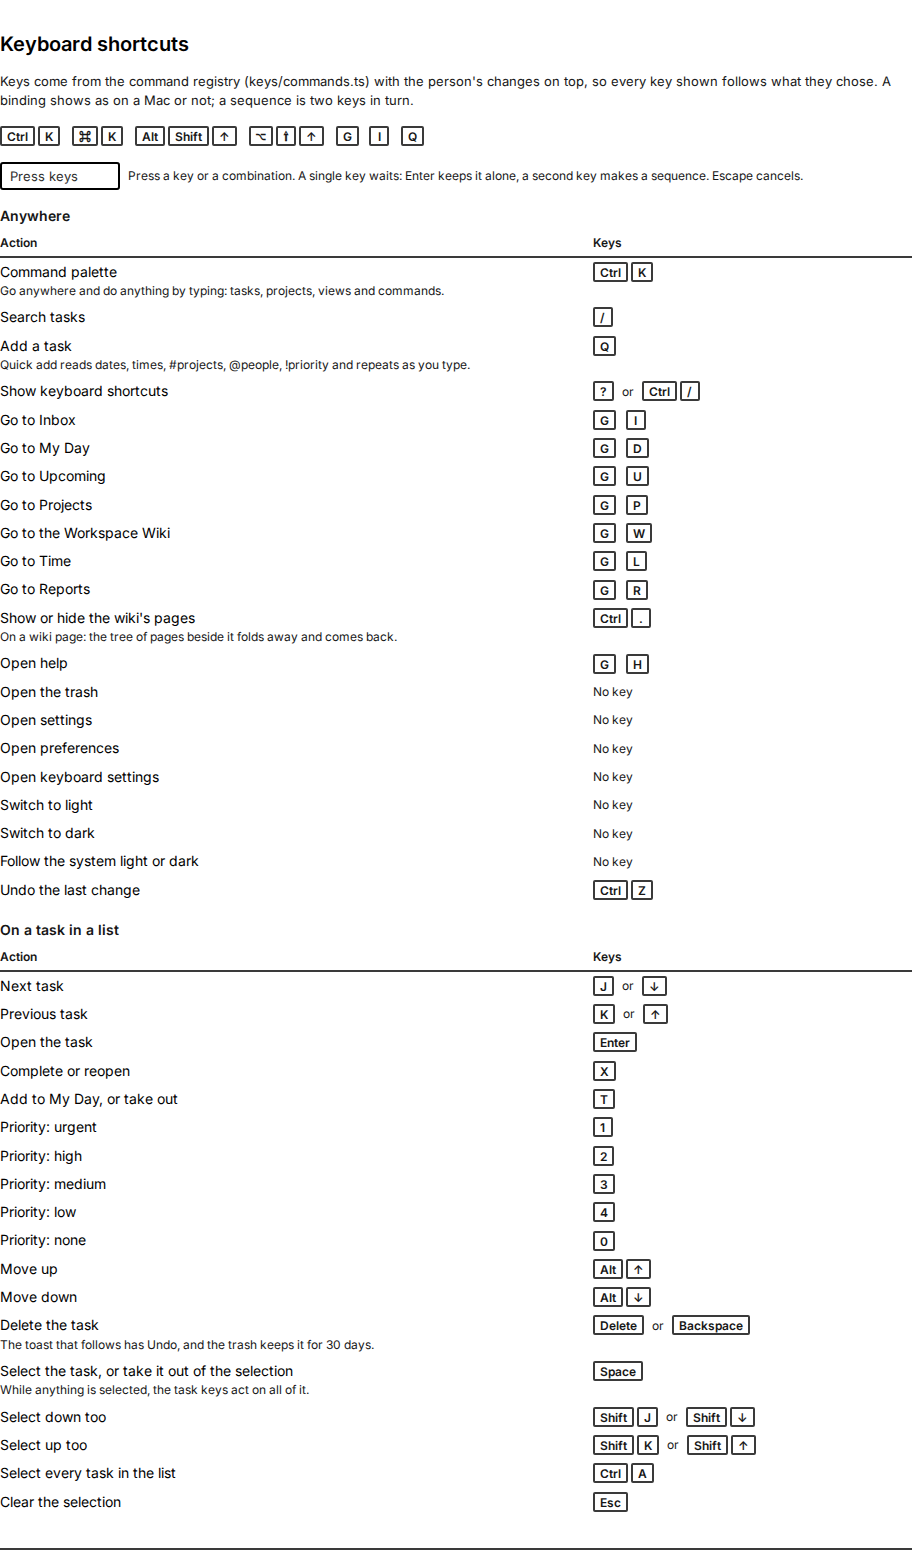 Keyboard shortcuts
Keys come from the command registry (keys/commands.ts) with the person's changes on top, so every key shown follows what they chose. A
binding shows as on a Mac or not; a sequence is two keys in turn.
Ctrl K ⌘ K Alt Shift ↑ ⌥ ⇧ ↑ G I Q
Press keys Press a key or a combination. A single key waits: Enter keeps it alone, a second key makes a sequence. Escape cancels.
Anywhere
Action Keys
Command palette Ctrl K
Go anywhere and do anything by typing: tasks, projects, views and commands.
Search tasks /
Add a task Q
Quick add reads dates, times, #projects, @people, !priority and repeats as you type.
Show keyboard shortcuts ? or Ctrl /
Go to Inbox G I
Go to My Day G D
Go to Upcoming G U
Go to Projects G P
Go to the Workspace Wiki G W
Go to Time G L
Go to Reports G R
Show or hide the wiki's pages Ctrl .
On a wiki page: the tree of pages beside it folds away and comes back.
Open help G H
Open the trash No key
Open settings No key
Open preferences No key
Open keyboard settings No key
Switch to light No key
Switch to dark No key
Follow the system light or dark No key
Undo the last change Ctrl Z
On a task in a list
Action Keys
Next task J or ↓
Previous task K or ↑
Open the task Enter
Complete or reopen X
Add to My Day, or take out T
Priority: urgent 1
Priority: high 2
Priority: medium 3
Priority: low 4
Priority: none 0
Move up Alt ↑
Move down Alt ↓
Delete the task Delete or Backspace
The toast that follows has Undo, and the trash keeps it for 30 days.
Select the task, or take it out of the selection Space
While anything is selected, the task keys act on all of it.
Select down too Shift J or Shift ↓
Select up too Shift K or Shift ↑
Select every task in the list Ctrl A
Clear the selection Esc